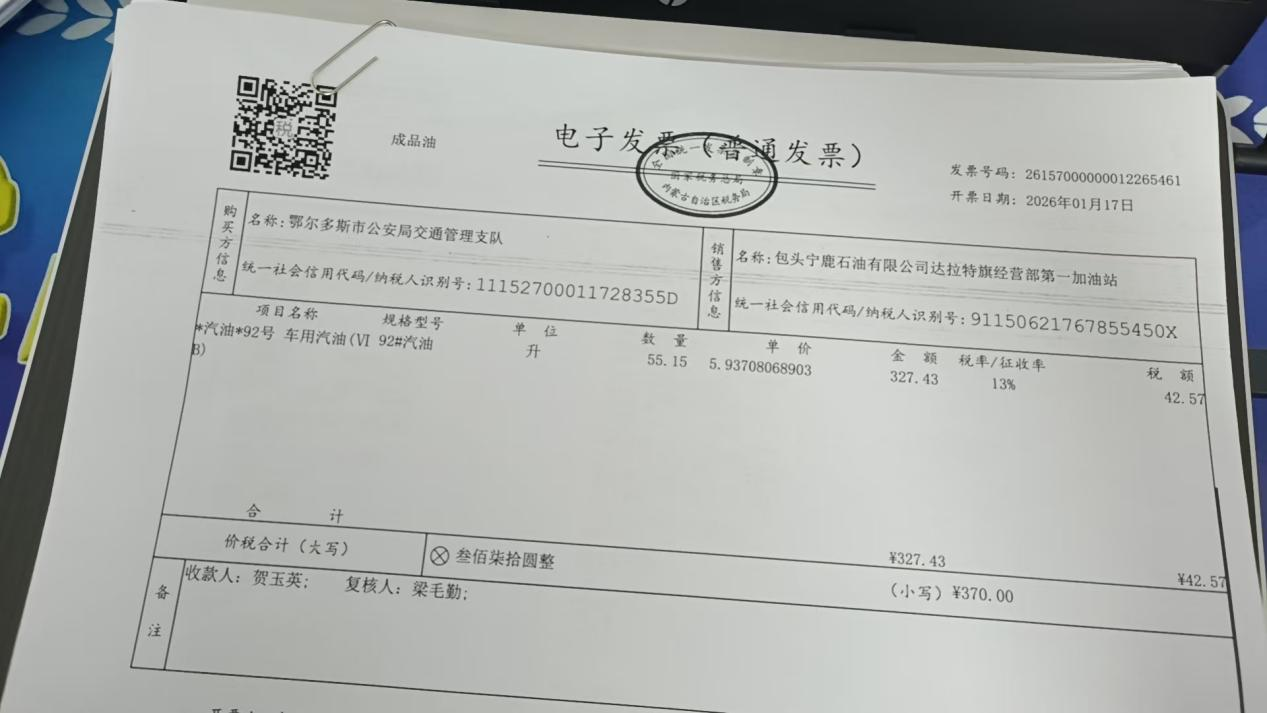 税
成品油
电子发票（普通发票）
全国统一发票监制章
国家税务总局
内蒙古自治区税务局
发票号码：26157000000012265461
开票日期：2026年01月17日
购买方信息
名称：鄂尔多斯市公安局交通管理支队
统一社会信用代码/纳税人识别号：11152700011728355D
销售方信息
名称：包头宁鹿石油有限公司达拉特旗经营部第一加油站
统一社会信用代码/纳税人识别号：91150621767855450X
项目名称 规格型号 单位 数量 单价 金额 税率/征收率 税额
*汽油*92号 车用汽油(VI 92#汽油 升 55.15 5.93708068903 327.43 13% 42.57
B)
合计 ¥327.43 ¥42.57
价税合计（大写） ⊗叁佰柒拾圆整 （小写）¥370.00
备注
收款人：贺玉英； 复核人：梁毛勤；